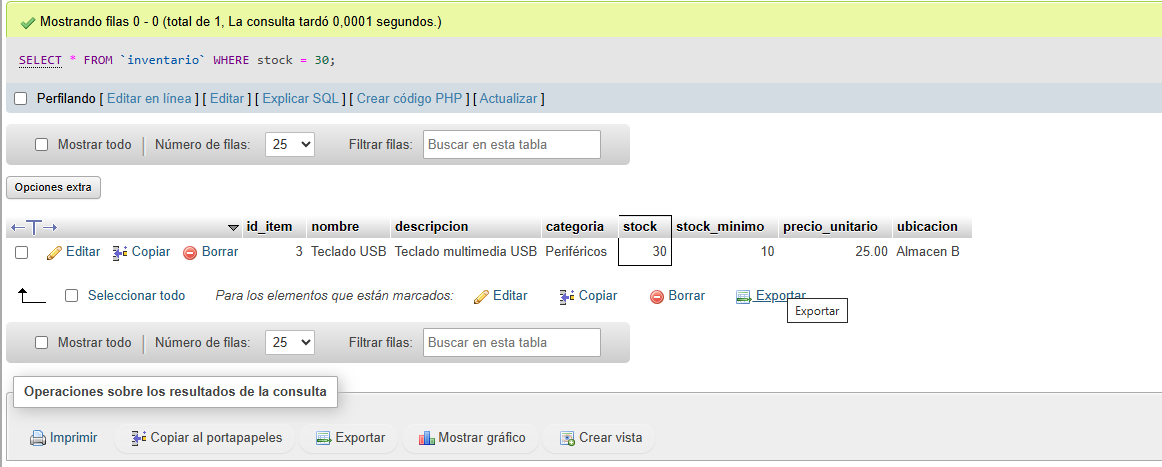 Mostrando filas 0 - 0 (total de 1, La consulta tardó 0,0001 segundos.)
SELECT * FROM `inventario` WHERE stock = 30;
Perfilando [ Editar en línea ] [ Editar ] [ Explicar SQL ] [ Crear código PHP ] [ Actualizar ]
Mostrar todo Número de filas: 25 Filtrar filas: Buscar en esta tabla
Opciones extra
id_item nombre descripcion categoria stock stock_minimo precio_unitario ubicacion
Editar Copiar Borrar 3 Teclado USB Teclado multimedia USB Periféricos 30 10 25.00 Almacen B
Seleccionar todo Para los elementos que están marcados: Editar Copiar Borrar Exportar
Exportar
Mostrar todo Número de filas: 25 Filtrar filas: Buscar en esta tabla
Operaciones sobre los resultados de la consulta
Imprimir Copiar al portapapeles Exportar Mostrar gráfico Crear vista